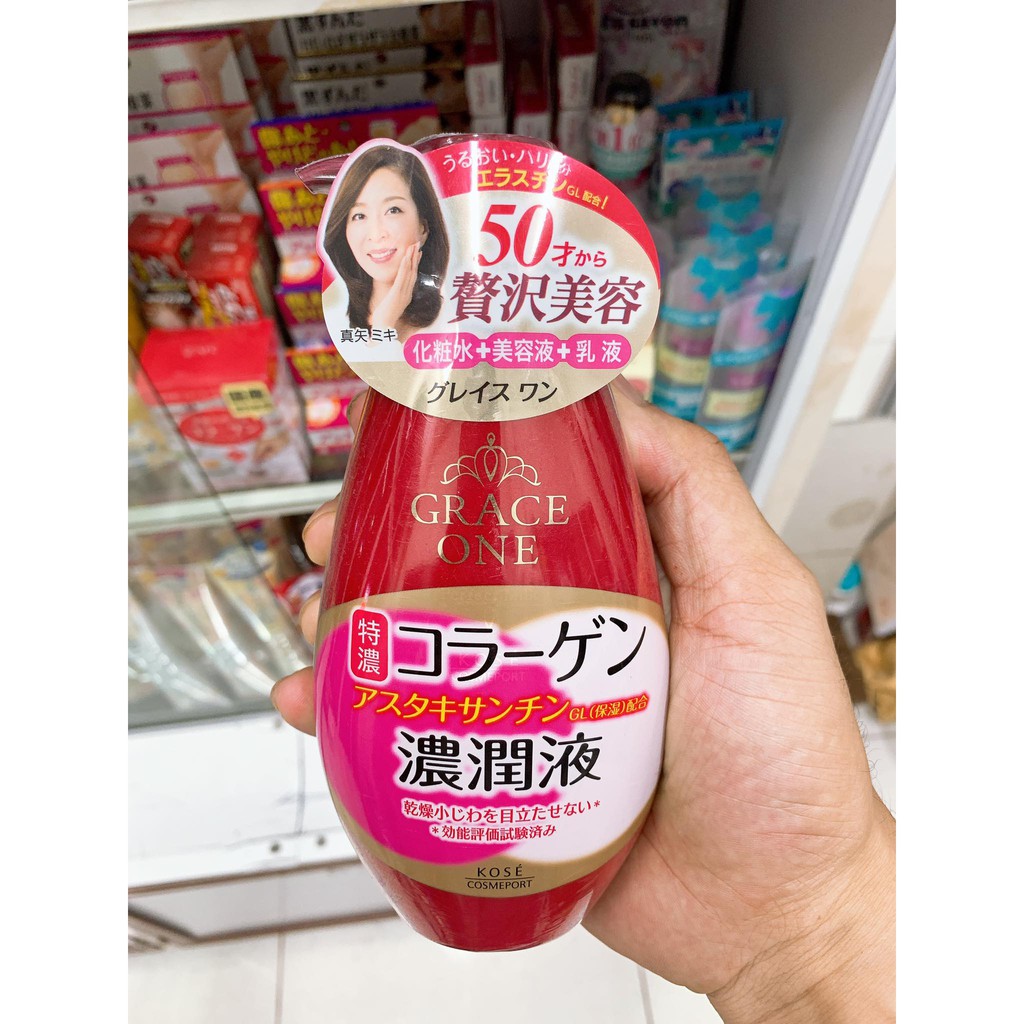 うるおい・ハリ
エラスチンGL配合!
50才から
贅沢美容
真矢ミキ
化粧水+美容液+乳液
グレイス ワン
GRACE
ONE
特濃
コラーゲン
アスタキサンチンGL(保湿)配合
濃潤液
乾燥小じわを目立たせない*
*効能評価試験済み
KOSÉ
COSMEPORT